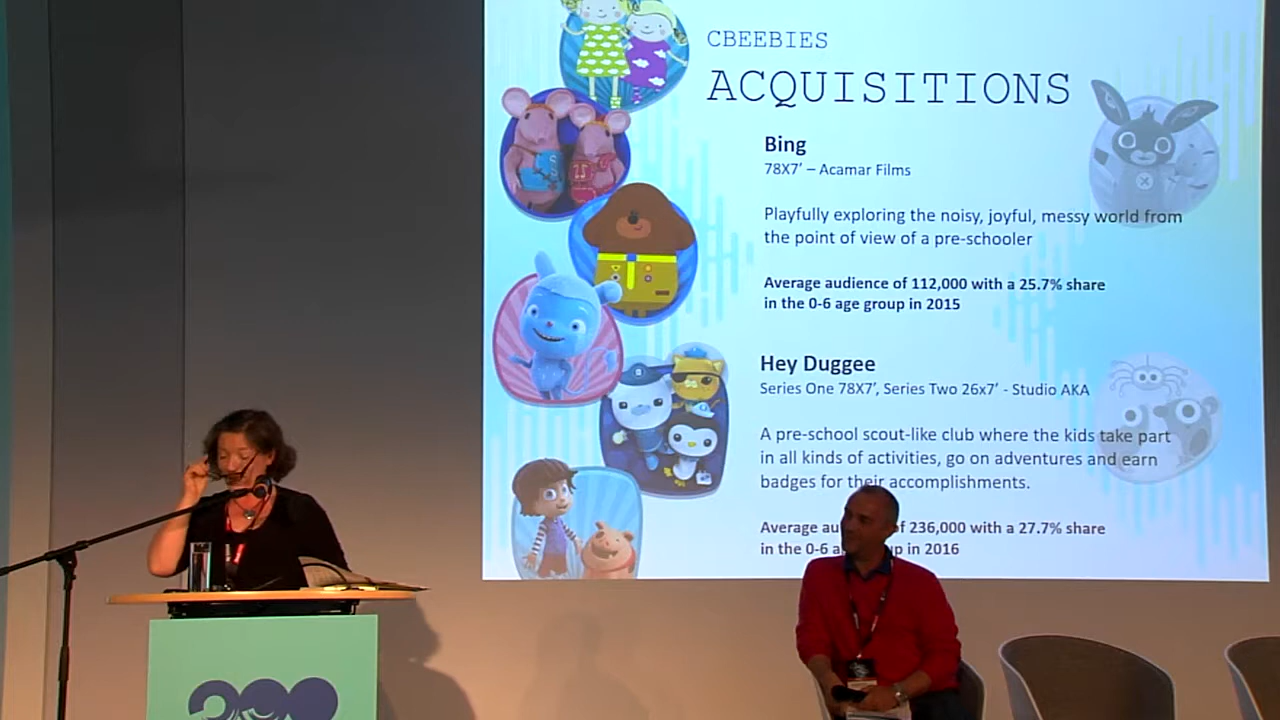 CBEEBIES
ACQUISITIONS
Bing
78X7’ – Acamar Films
Playfully exploring the noisy, joyful, messy world from
the point of view of a pre-schooler
Average audience of 112,000 with a 25.7% share
in the 0-6 age group in 2015
Hey Duggee
Series One 78X7’, Series Two 26x7’ - Studio AKA
A pre-school scout-like club where the kids take part
in all kinds of activities, go on adventures and earn
badges for their accomplishments.
Average au of 236,000 with a 27.7% share
in the 0-6 a p in 2016